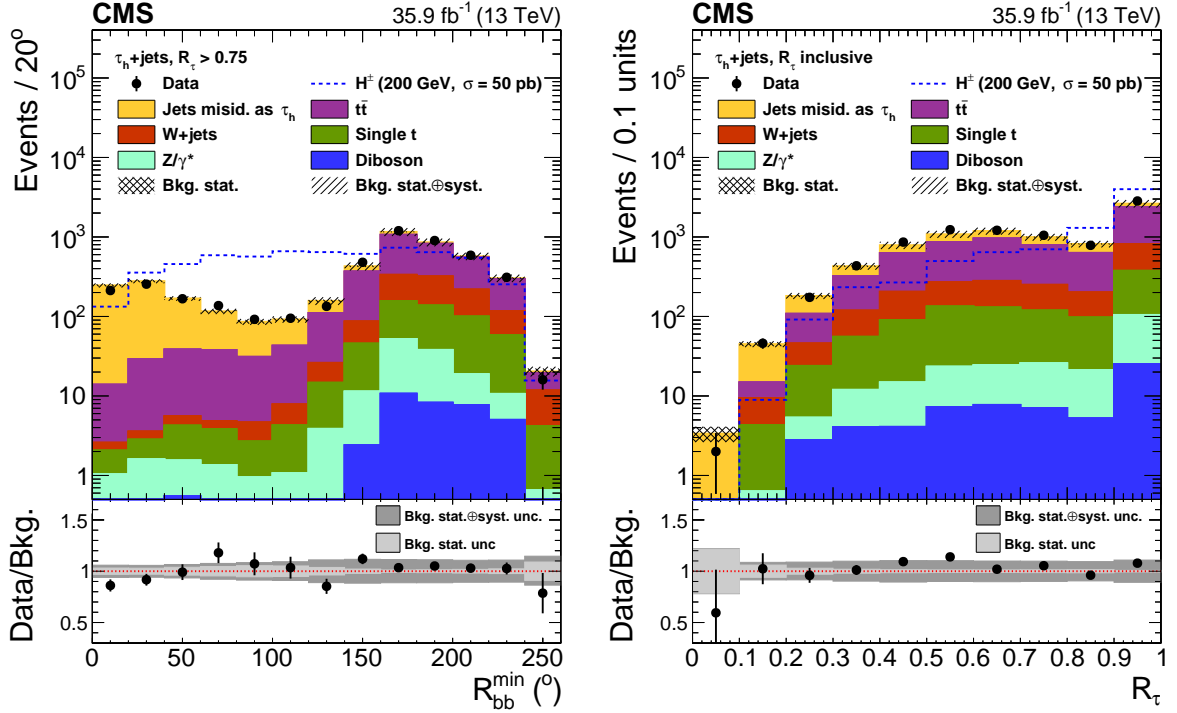 CMS 35.9 fb⁻¹ (13 TeV)
Events / 20°
τₕ+jets, R_τ > 0.75
Data H± (200 GeV, σ = 50 pb)
Jets misid. as τₕ tt̄
W+jets Single t
Z/γ* Diboson
Bkg. stat. Bkg. stat.⊕syst.
10⁵
10⁴
10³
10²
10
1
Data/Bkg.
Bkg. stat.⊕syst. unc.
Bkg. stat. unc
1.5
1
0.5
0 50 100 150 200 250
R_bb^min (°)
CMS 35.9 fb⁻¹ (13 TeV)
Events / 0.1 units
τₕ+jets, R_τ inclusive
Data H± (200 GeV, σ = 50 pb)
Jets misid. as τₕ tt̄
W+jets Single t
Z/γ* Diboson
Bkg. stat. Bkg. stat.⊕syst.
10⁵
10⁴
10³
10²
10
1
Data/Bkg.
Bkg. stat.⊕syst. unc.
Bkg. stat. unc
1.5
1
0.5
0 0.1 0.2 0.3 0.4 0.5 0.6 0.7 0.8 0.9 1
R_τ